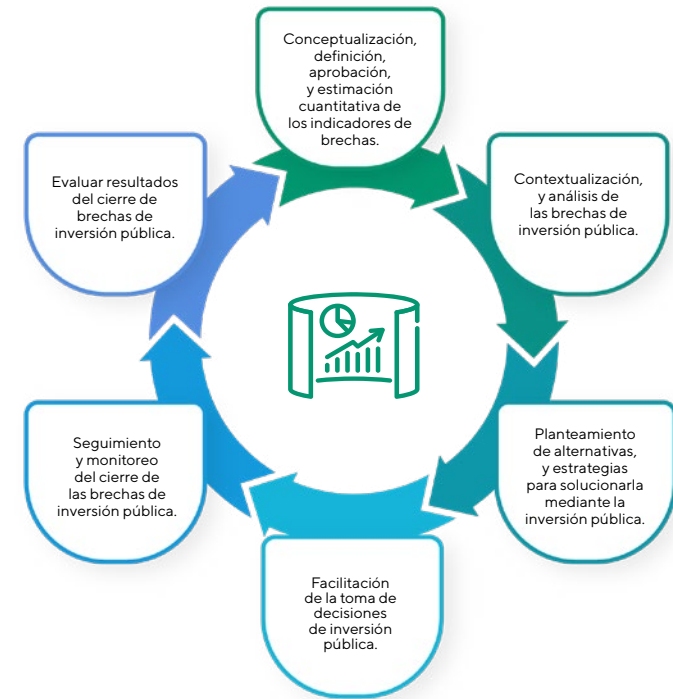 Conceptualización,
definición,
aprobación,
y estimación
cuantitativa de
los indicadores de
brechas.
Contextualización,
y análisis de
las brechas de
inversión pública.
Planteamiento
de alternativas,
y estrategias
para solucionarla
mediante la
inversión pública.
Facilitación
de la toma de
decisiones
de inversión
pública.
Seguimiento
y monitoreo
del cierre de
las brechas de
inversión pública.
Evaluar resultados
del cierre de
brechas de
inversión pública.